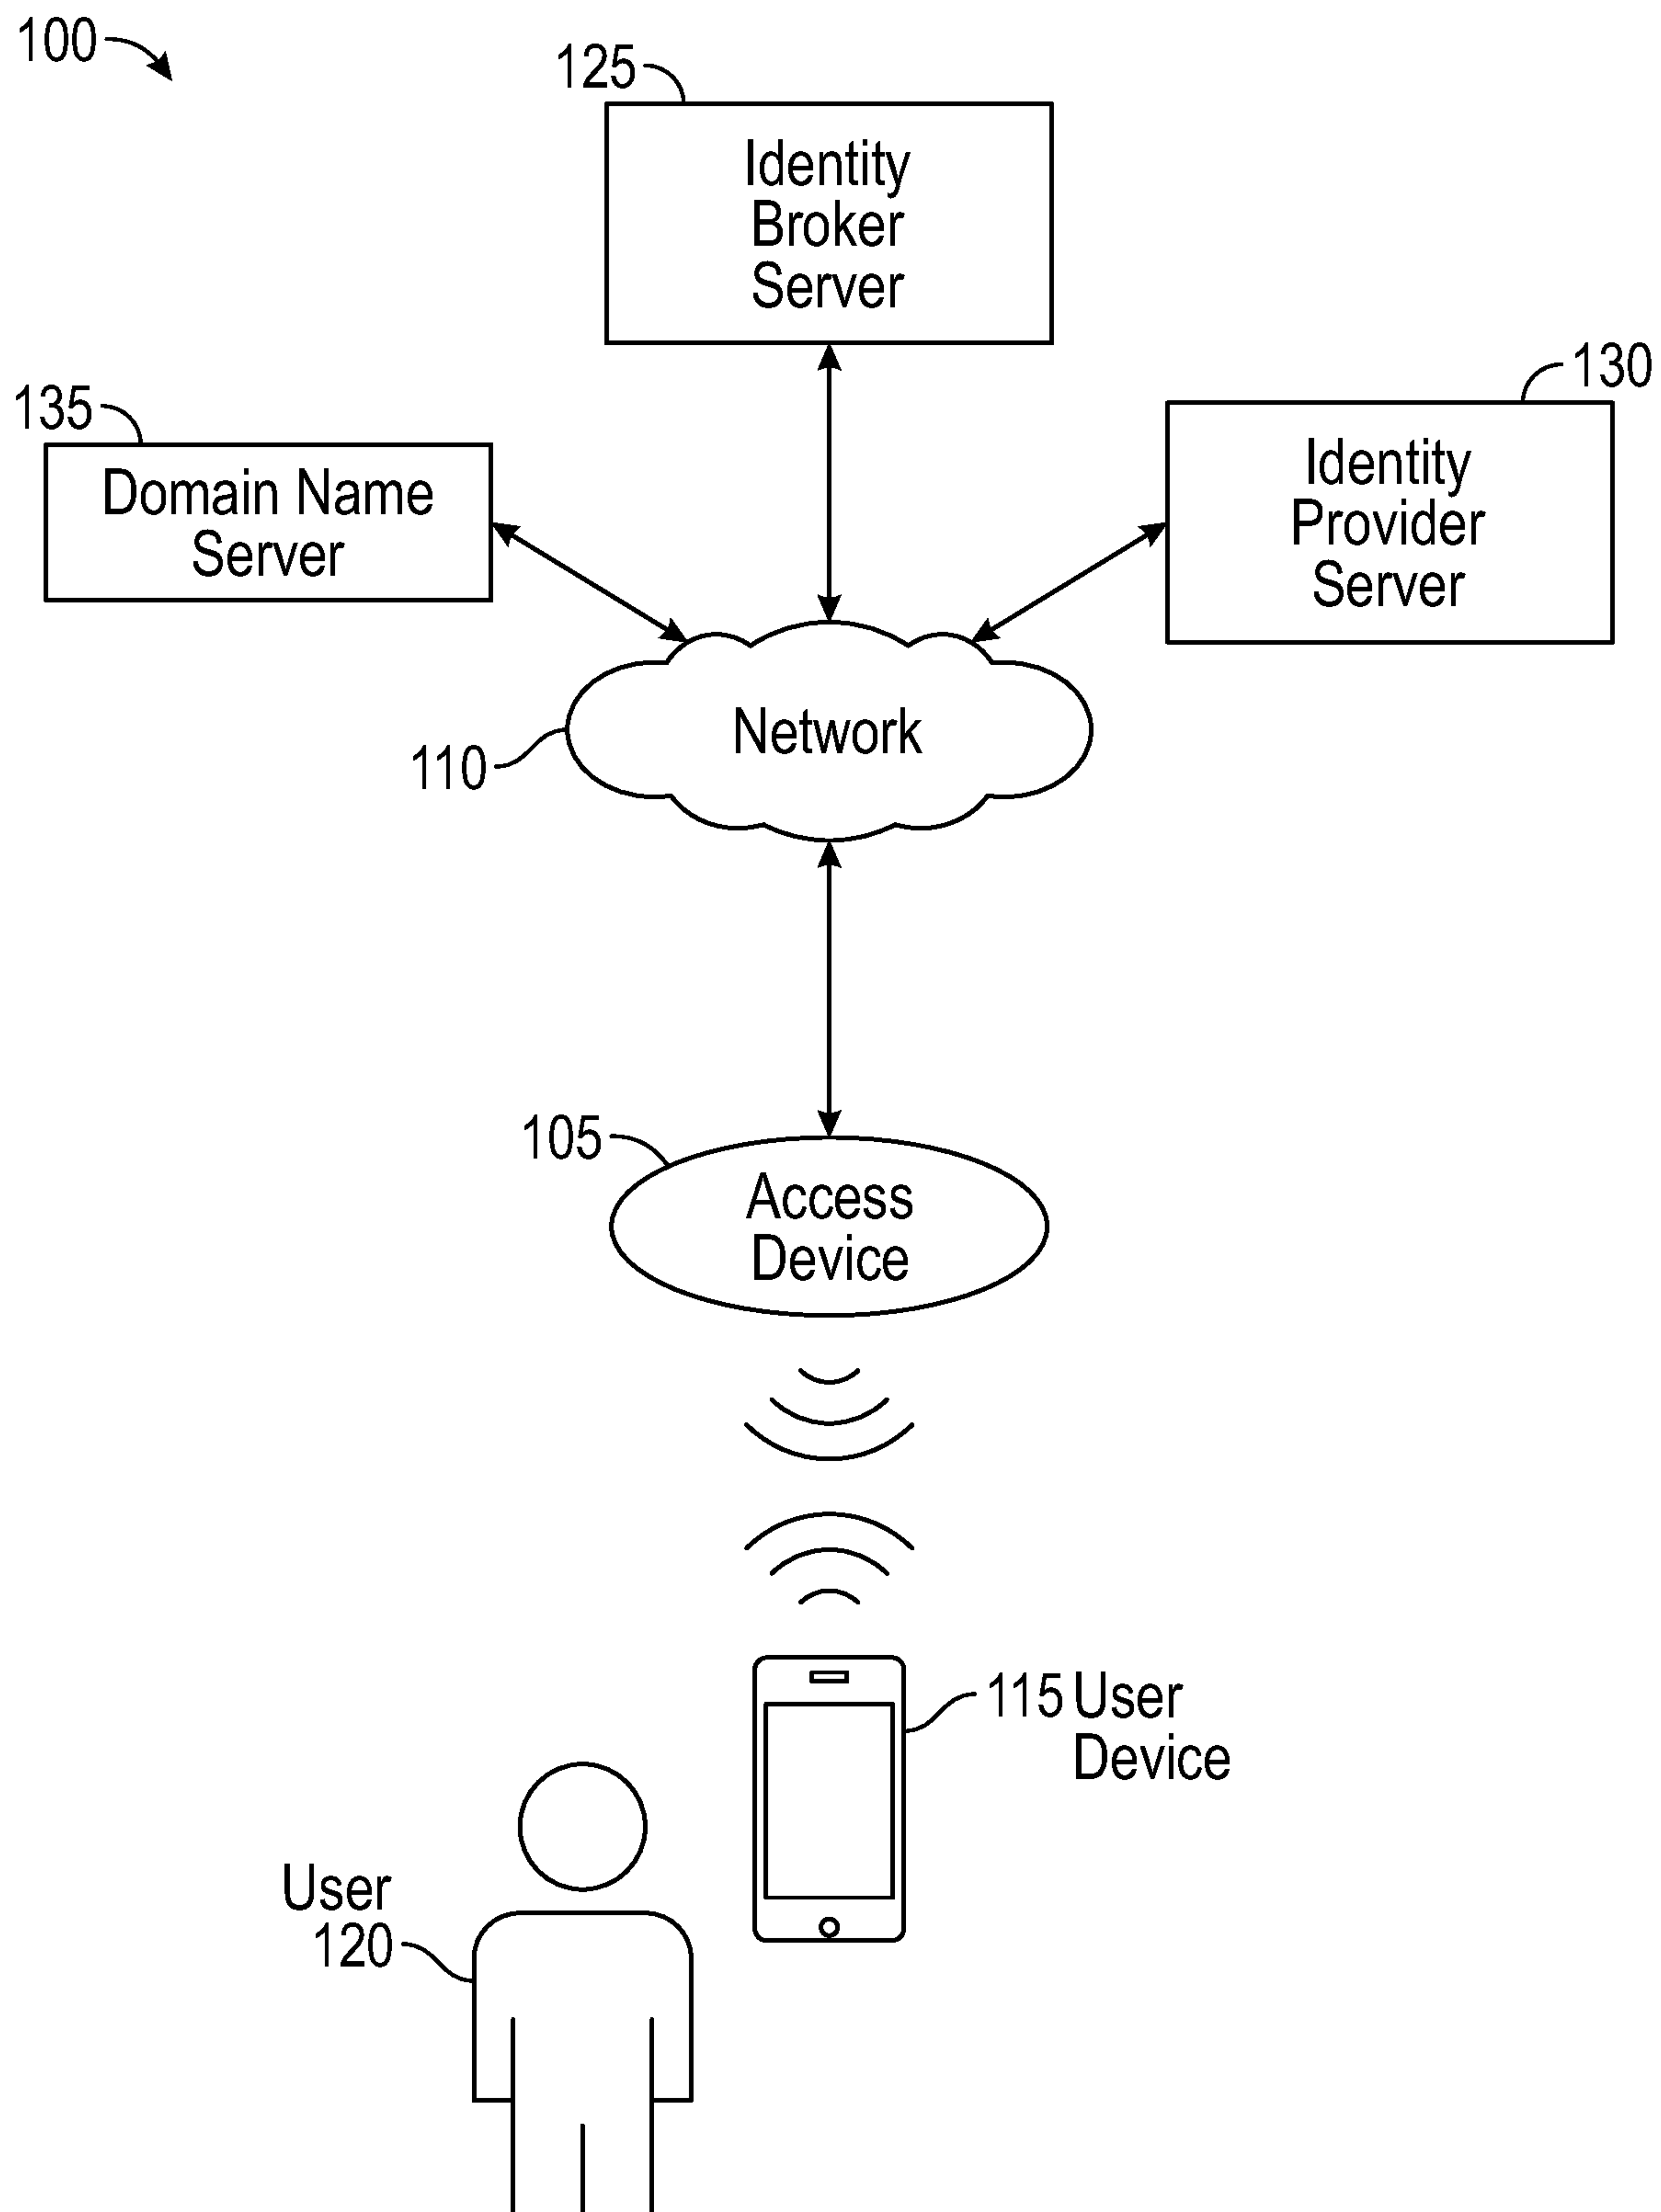 100
125
Identity
Broker
Server
130
135
Identity
Provider
Server
Domain Name
Server
Network
110
105
Access
Device
115 User
Device
User
120